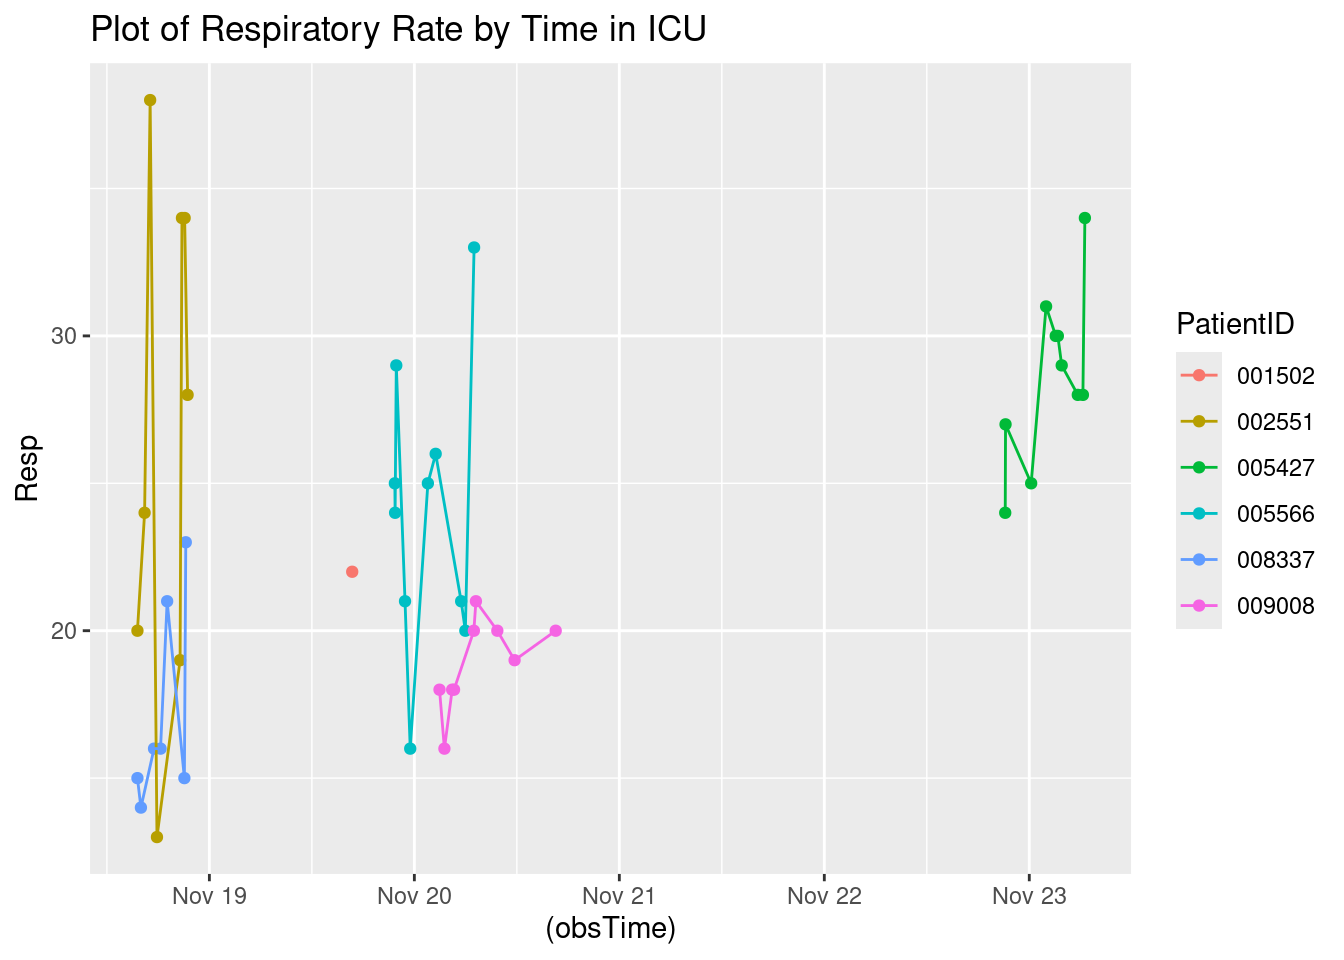 Plot of Respiratory Rate by Time in ICU
Resp
30
20
Nov 19
Nov 20
Nov 21
Nov 22
Nov 23
(obsTime)
PatientID
001502
002551
005427
005566
008337
009008